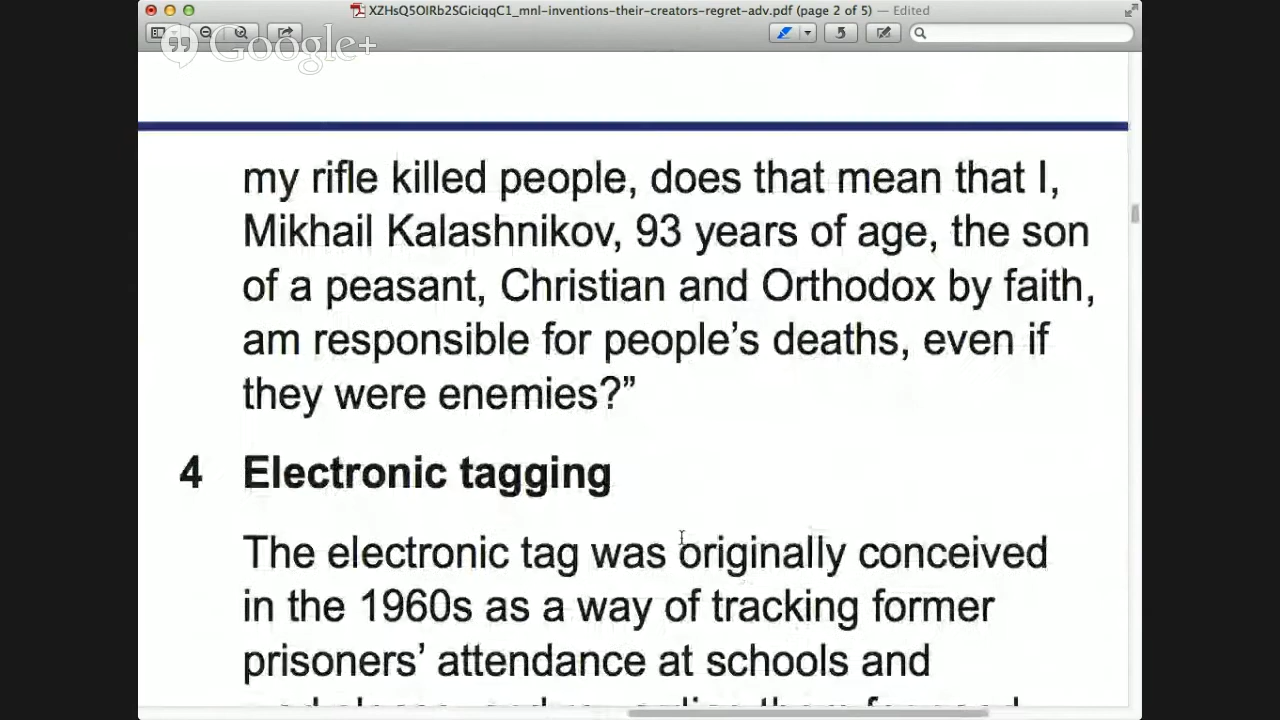 XZHsQ5OIRb2SGiciqqC1_mnl-inventions-their-creators-regret-adv.pdf (page 2 of 5) — Edited
Google+
my rifle killed people, does that mean that I,
Mikhail Kalashnikov, 93 years of age, the son
of a peasant, Christian and Orthodox by faith,
am responsible for people’s deaths, even if
they were enemies?”
4 Electronic tagging
The electronic tag was originally conceived
in the 1960s as a way of tracking former
prisoners’ attendance at schools and